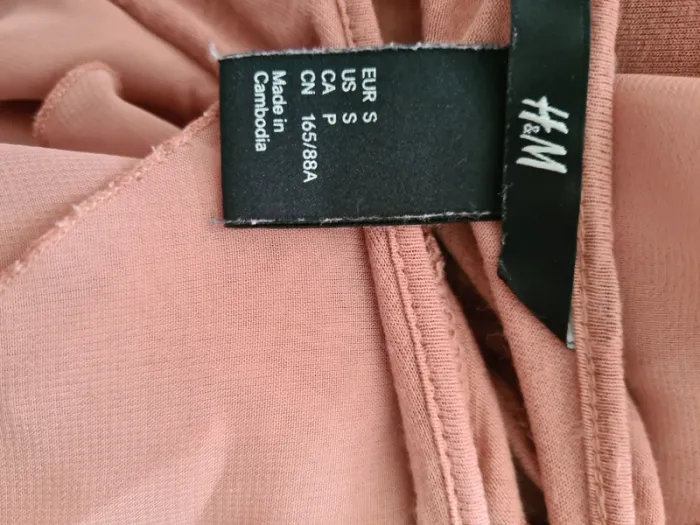 H&M
EUR S
US S
CA P
CN 165/88A
Made in
Cambodia